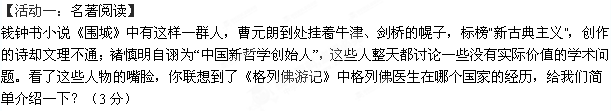 【活动一：名著阅读】
钱钟书小说《围城》中有这样一群人，曹元朗到处挂着牛津、剑桥的幌子，标榜"新古典主义"，创作
的诗却文理不通；诸慎明自诩为“中国新哲学创始人”，这些人整天都讨论一些没有实际价值的学术问
题。看了这些人物的嘴脸，你联想到了《格列佛游记》中格列佛医生在哪个国家的经历，给我们简
单介绍一下？（3 分）